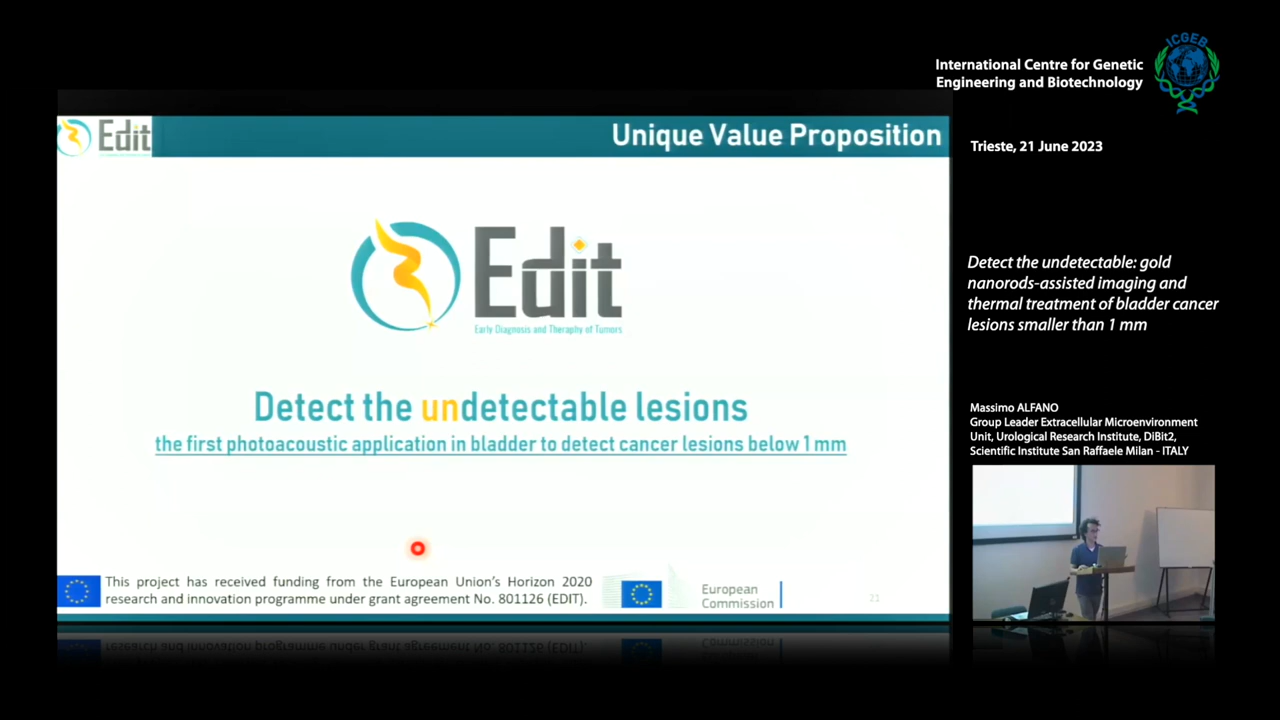 International Centre for Genetic
Engineering and Biotechnology
ICGEB
Trieste, 21 June 2023
Edit
Unique Value Proposition
Edit
Early Diagnosis and Theraphy of Tumors
Detect the undetectable lesions
the first photoacoustic application in bladder to detect cancer lesions below 1 mm
This project has received funding from the European Union's Horizon 2020
research and innovation programme under grant agreement No. 801126 (EDIT).
European
Commission
21
Detect the undetectable: gold
nanorods-assisted imaging and
thermal treatment of bladder cancer
lesions smaller than 1 mm
Massimo ALFANO
Group Leader Extracellular Microenvironment
Unit, Urological Research Institute, DiBit2,
Scientific Institute San Raffaele Milan - ITALY